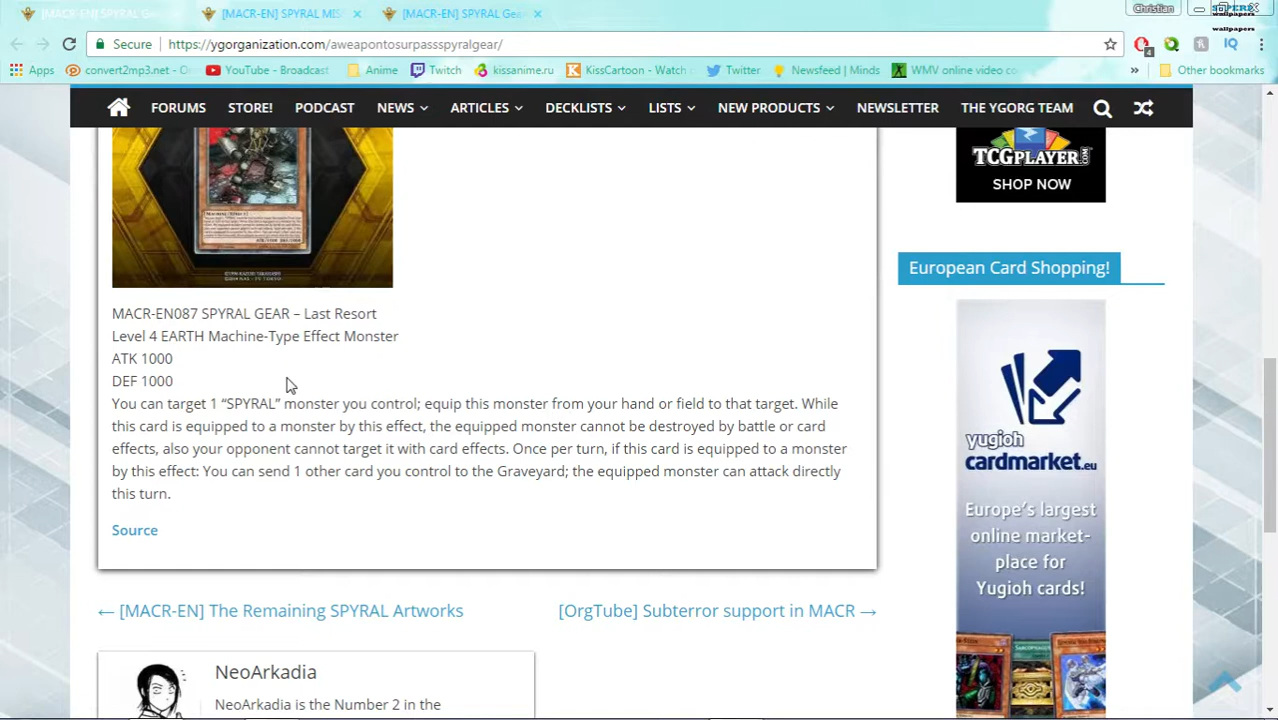 [MACR-EN] SPYRAL Ge
[MACR-EN] SPYRAL MIS
[MACR-EN] SPYRAL Gea
Christian
wallpapers
wallpapers
Secure
https://ygorganization.com/aweapontosurpassspyralgear/
4
IQ
Apps
convert2mp3.net - On
YouTube - Broadcast
Anime
Twitch
kissanime.ru
KissCartoon - Watch c
Twitter
Newsfeed | Minds
WMV online video co
»
Other bookmarks
FORUMS
STORE!
PODCAST
NEWS
ARTICLES
DECKLISTS
LISTS
NEW PRODUCTS
NEWSLETTER
THE YGORG TEAM
TCGPLAYER
.COM
SHOP NOW
European Card Shopping!
MACR-EN087 SPYRAL GEAR – Last Resort
Level 4 EARTH Machine-Type Effect Monster
ATK 1000
DEF 1000
You can target 1 “SPYRAL” monster you control; equip this monster from your hand or field to that target. While
this card is equipped to a monster by this effect, the equipped monster cannot be destroyed by battle or card
effects, also your opponent cannot target it with card effects. Once per turn, if this card is equipped to a monster
by this effect: You can send 1 other card you control to the Graveyard; the equipped monster can attack directly
this turn.
Source
← [MACR-EN] The Remaining SPYRAL Artworks
[OrgTube] Subterror support in MACR →
NeoArkadia
NeoArkadia is the Number 2 in the
yugioh
cardmarket.eu
Europe's largest
online market-
place for
Yugioh cards!